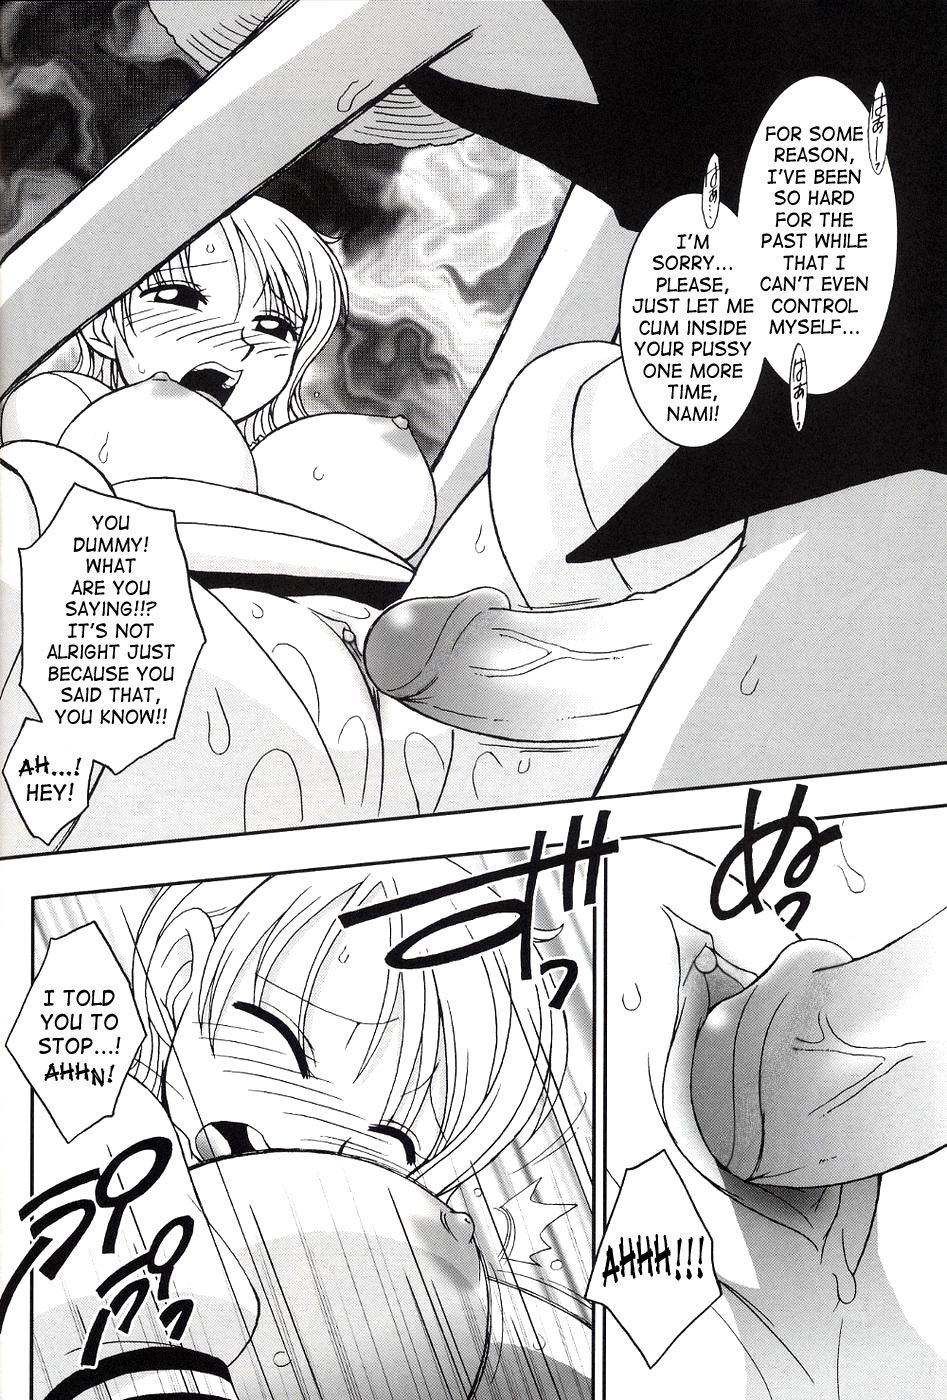 はぁーっ
FOR SOME
REASON,
I'VE BEEN
SO HARD
FOR THE
PAST WHILE
THAT I
CAN'T EVEN
CONTROL
MYSELF...
はぁーっ
はぁ…
I'M
SORRY...
PLEASE,
JUST LET ME
CUM INSIDE
YOUR PUSSY
ONE MORE
TIME,
NAMI!
YOU
DUMMY!
WHAT
ARE YOU
SAYING!!?
IT'S NOT
ALRIGHT JUST
BECAUSE YOU
SAID THAT,
YOU KNOW!!
AH...!
HEY!
ぬっ
AHHH!!!
I TOLD
YOU TO
STOP...!
AHHN!